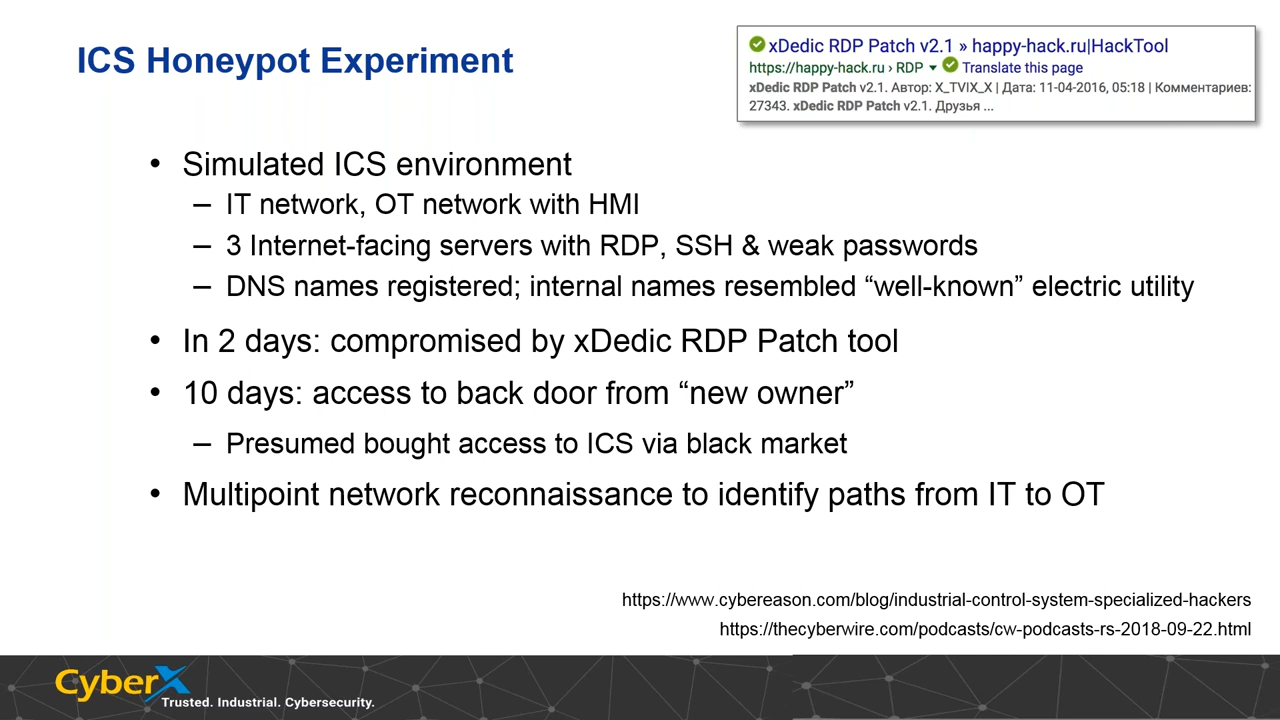 ICS Honeypot Experiment
xDedic RDP Patch v2.1 » happy-hack.ru|HackTool
https://happy-hack.ru › RDP ▼ Translate this page
xDedic RDP Patch v2.1. Автор: X_TVIX_X | Дата: 11-04-2016, 05:18 | Комментариев:
27343. xDedic RDP Patch v2.1. Друзья ...
• Simulated ICS environment
– IT network, OT network with HMI
– 3 Internet-facing servers with RDP, SSH & weak passwords
– DNS names registered; internal names resembled “well-known” electric utility
• In 2 days: compromised by xDedic RDP Patch tool
• 10 days: access to back door from “new owner”
– Presumed bought access to ICS via black market
• Multipoint network reconnaissance to identify paths from IT to OT
https://www.cybereason.com/blog/industrial-control-system-specialized-hackers
https://thecyberwire.com/podcasts/cw-podcasts-rs-2018-09-22.html
CyberX
Trusted. Industrial. Cybersecurity.